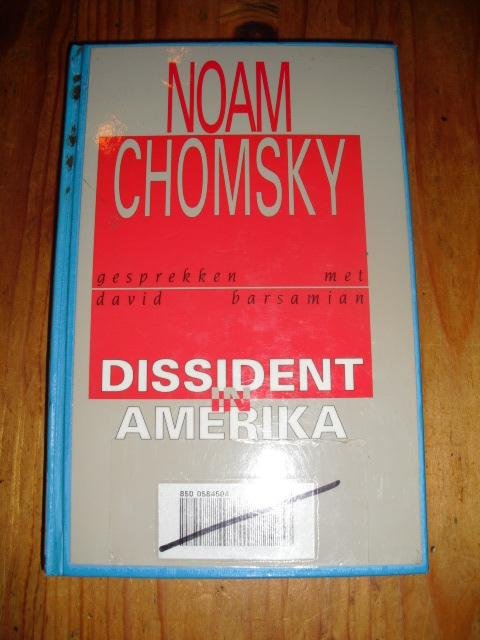 NOAM
CHOMSKY
gesprekken met
david barsamian
DISSIDENT
IN
AMERIKA
850 0584504